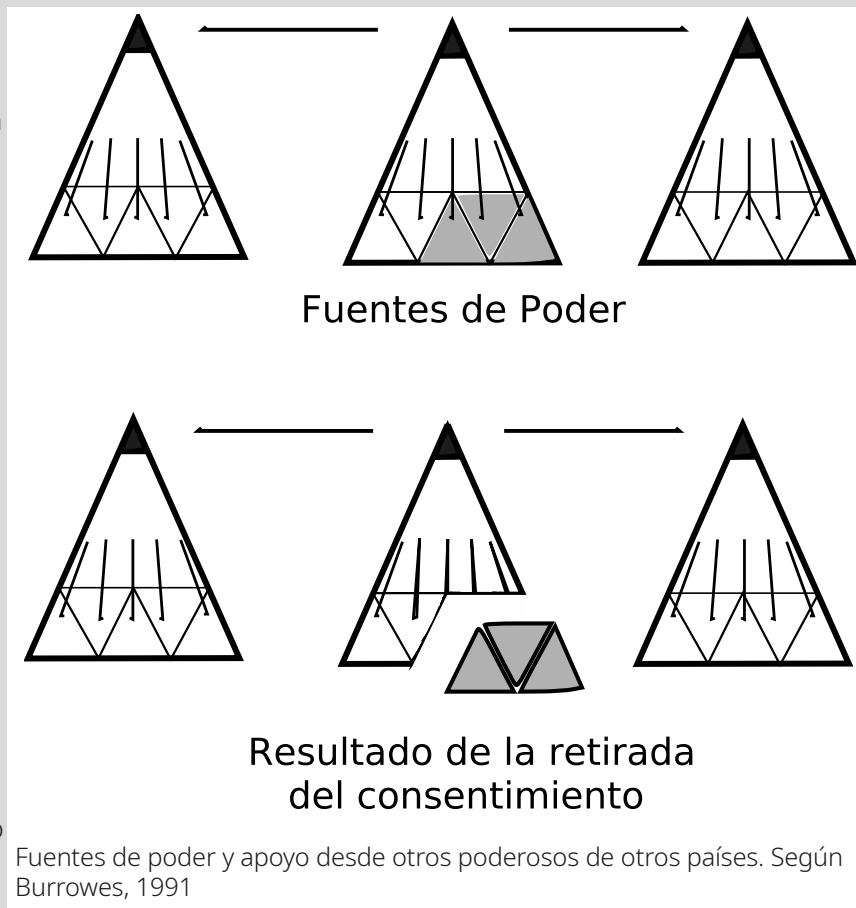 Fuentes de Poder
Resultado de la retirada
del consentimiento
Fuentes de poder y apoyo desde otros poderosos de otros países. Según
Burrowes, 1991